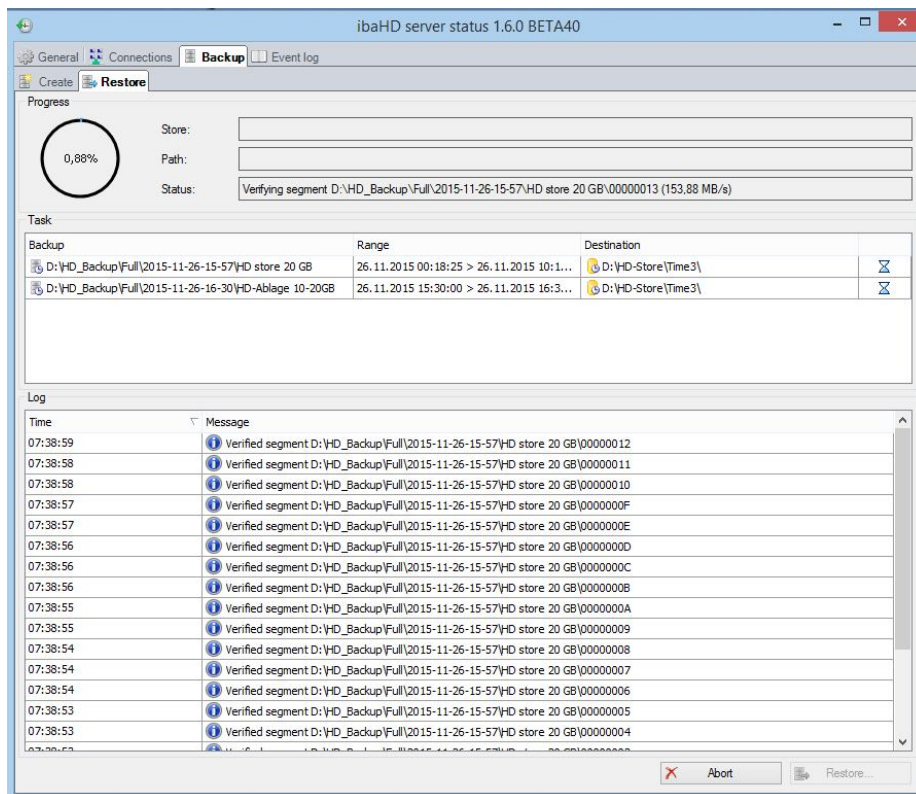 ibaHD server status 1.6.0 BETA40
General Connections Backup Event log
Create Restore
Progress
0,88%
Store:
Path:
Status: Verifying segment D:\HD_Backup\Full\2015-11-26-15-57\HD store 20 GB\00000013 (153,88 MB/s)
Task
Backup Range Destination
D:\HD_Backup\Full\2015-11-26-15-57\HD store 20 GB 26.11.2015 00:18:25 > 26.11.2015 10:1... D:\HD-Store\Time3\
D:\HD_Backup\Full\2015-11-26-16-30\HD-Ablage 10-20GB 26.11.2015 15:30:00 > 26.11.2015 16:3... D:\HD-Store\Time3\
Log
Time Message
07:38:59 Verified segment D:\HD_Backup\Full\2015-11-26-15-57\HD store 20 GB\00000012
07:38:58 Verified segment D:\HD_Backup\Full\2015-11-26-15-57\HD store 20 GB\00000011
07:38:58 Verified segment D:\HD_Backup\Full\2015-11-26-15-57\HD store 20 GB\00000010
07:38:57 Verified segment D:\HD_Backup\Full\2015-11-26-15-57\HD store 20 GB\0000000F
07:38:57 Verified segment D:\HD_Backup\Full\2015-11-26-15-57\HD store 20 GB\0000000E
07:38:56 Verified segment D:\HD_Backup\Full\2015-11-26-15-57\HD store 20 GB\0000000D
07:38:56 Verified segment D:\HD_Backup\Full\2015-11-26-15-57\HD store 20 GB\0000000C
07:38:56 Verified segment D:\HD_Backup\Full\2015-11-26-15-57\HD store 20 GB\0000000B
07:38:55 Verified segment D:\HD_Backup\Full\2015-11-26-15-57\HD store 20 GB\0000000A
07:38:55 Verified segment D:\HD_Backup\Full\2015-11-26-15-57\HD store 20 GB\00000009
07:38:54 Verified segment D:\HD_Backup\Full\2015-11-26-15-57\HD store 20 GB\00000008
07:38:54 Verified segment D:\HD_Backup\Full\2015-11-26-15-57\HD store 20 GB\00000007
07:38:54 Verified segment D:\HD_Backup\Full\2015-11-26-15-57\HD store 20 GB\00000006
07:38:53 Verified segment D:\HD_Backup\Full\2015-11-26-15-57\HD store 20 GB\00000005
07:38:53 Verified segment D:\HD_Backup\Full\2015-11-26-15-57\HD store 20 GB\00000004
Abort Restore...